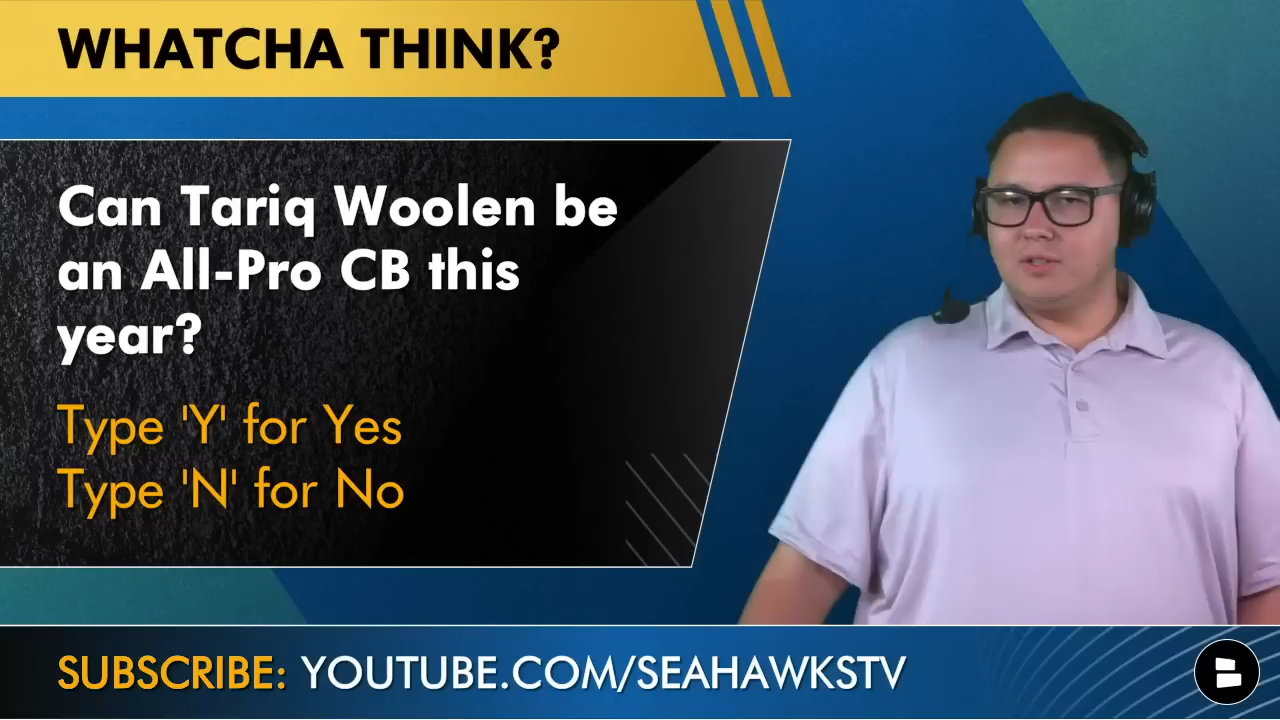 WHATCHA THINK?
Can Tariq Woolen be
an All-Pro CB this
year?
Type 'Y' for Yes
Type 'N' for No
SUBSCRIBE: YOUTUBE.COM/SEAHAWKSTV